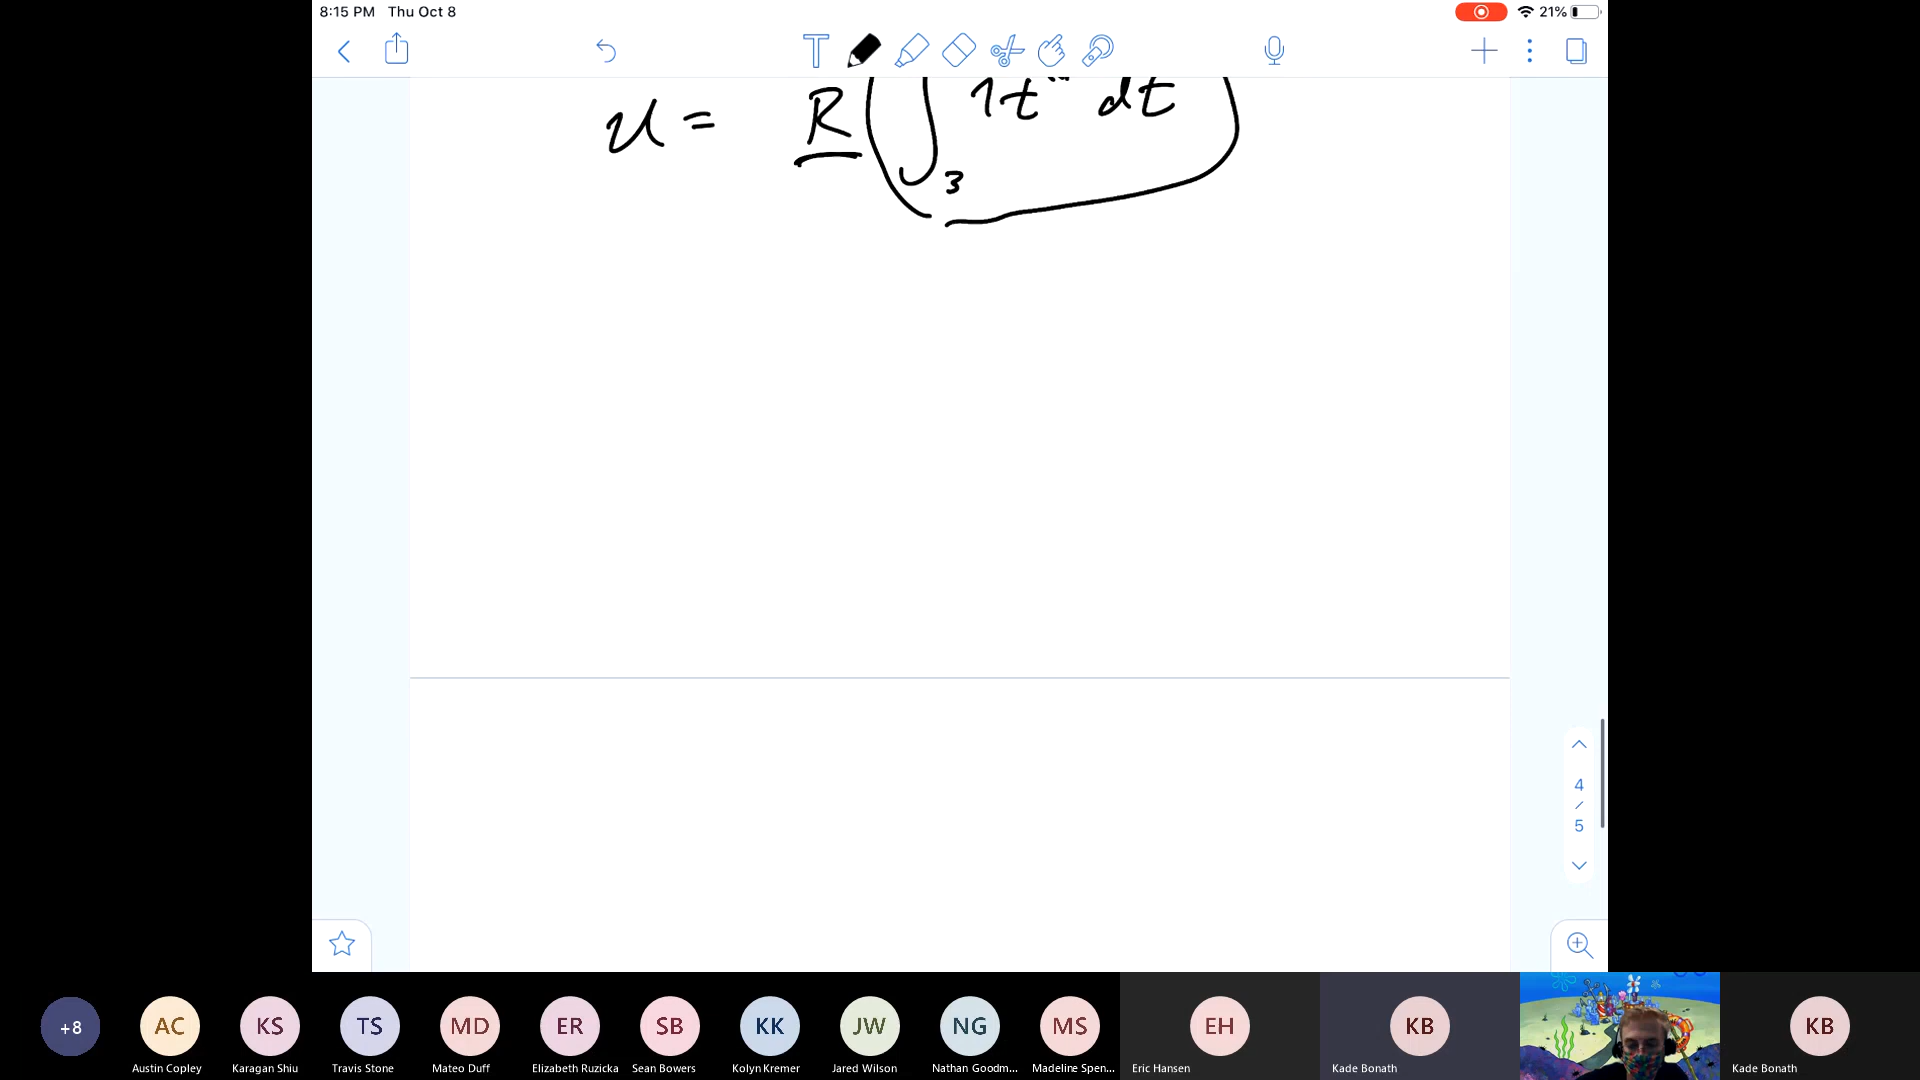 8:15 PM Thu Oct 8
21%
T
u = R ( ∫ 1t dt
3
4
/
5
+8
AC
KS
TS
MD
ER
SB
KK
JW
NG
MS
EH
KB
KB
Austin Copley
Karagan Shiu
Travis Stone
Mateo Duff
Elizabeth Ruzicka
Sean Bowers
Kolyn Kremer
Jared Wilson
Nathan Goodm...
Madeline Spen...
Eric Hansen
Kade Bonath
Kade Bonath